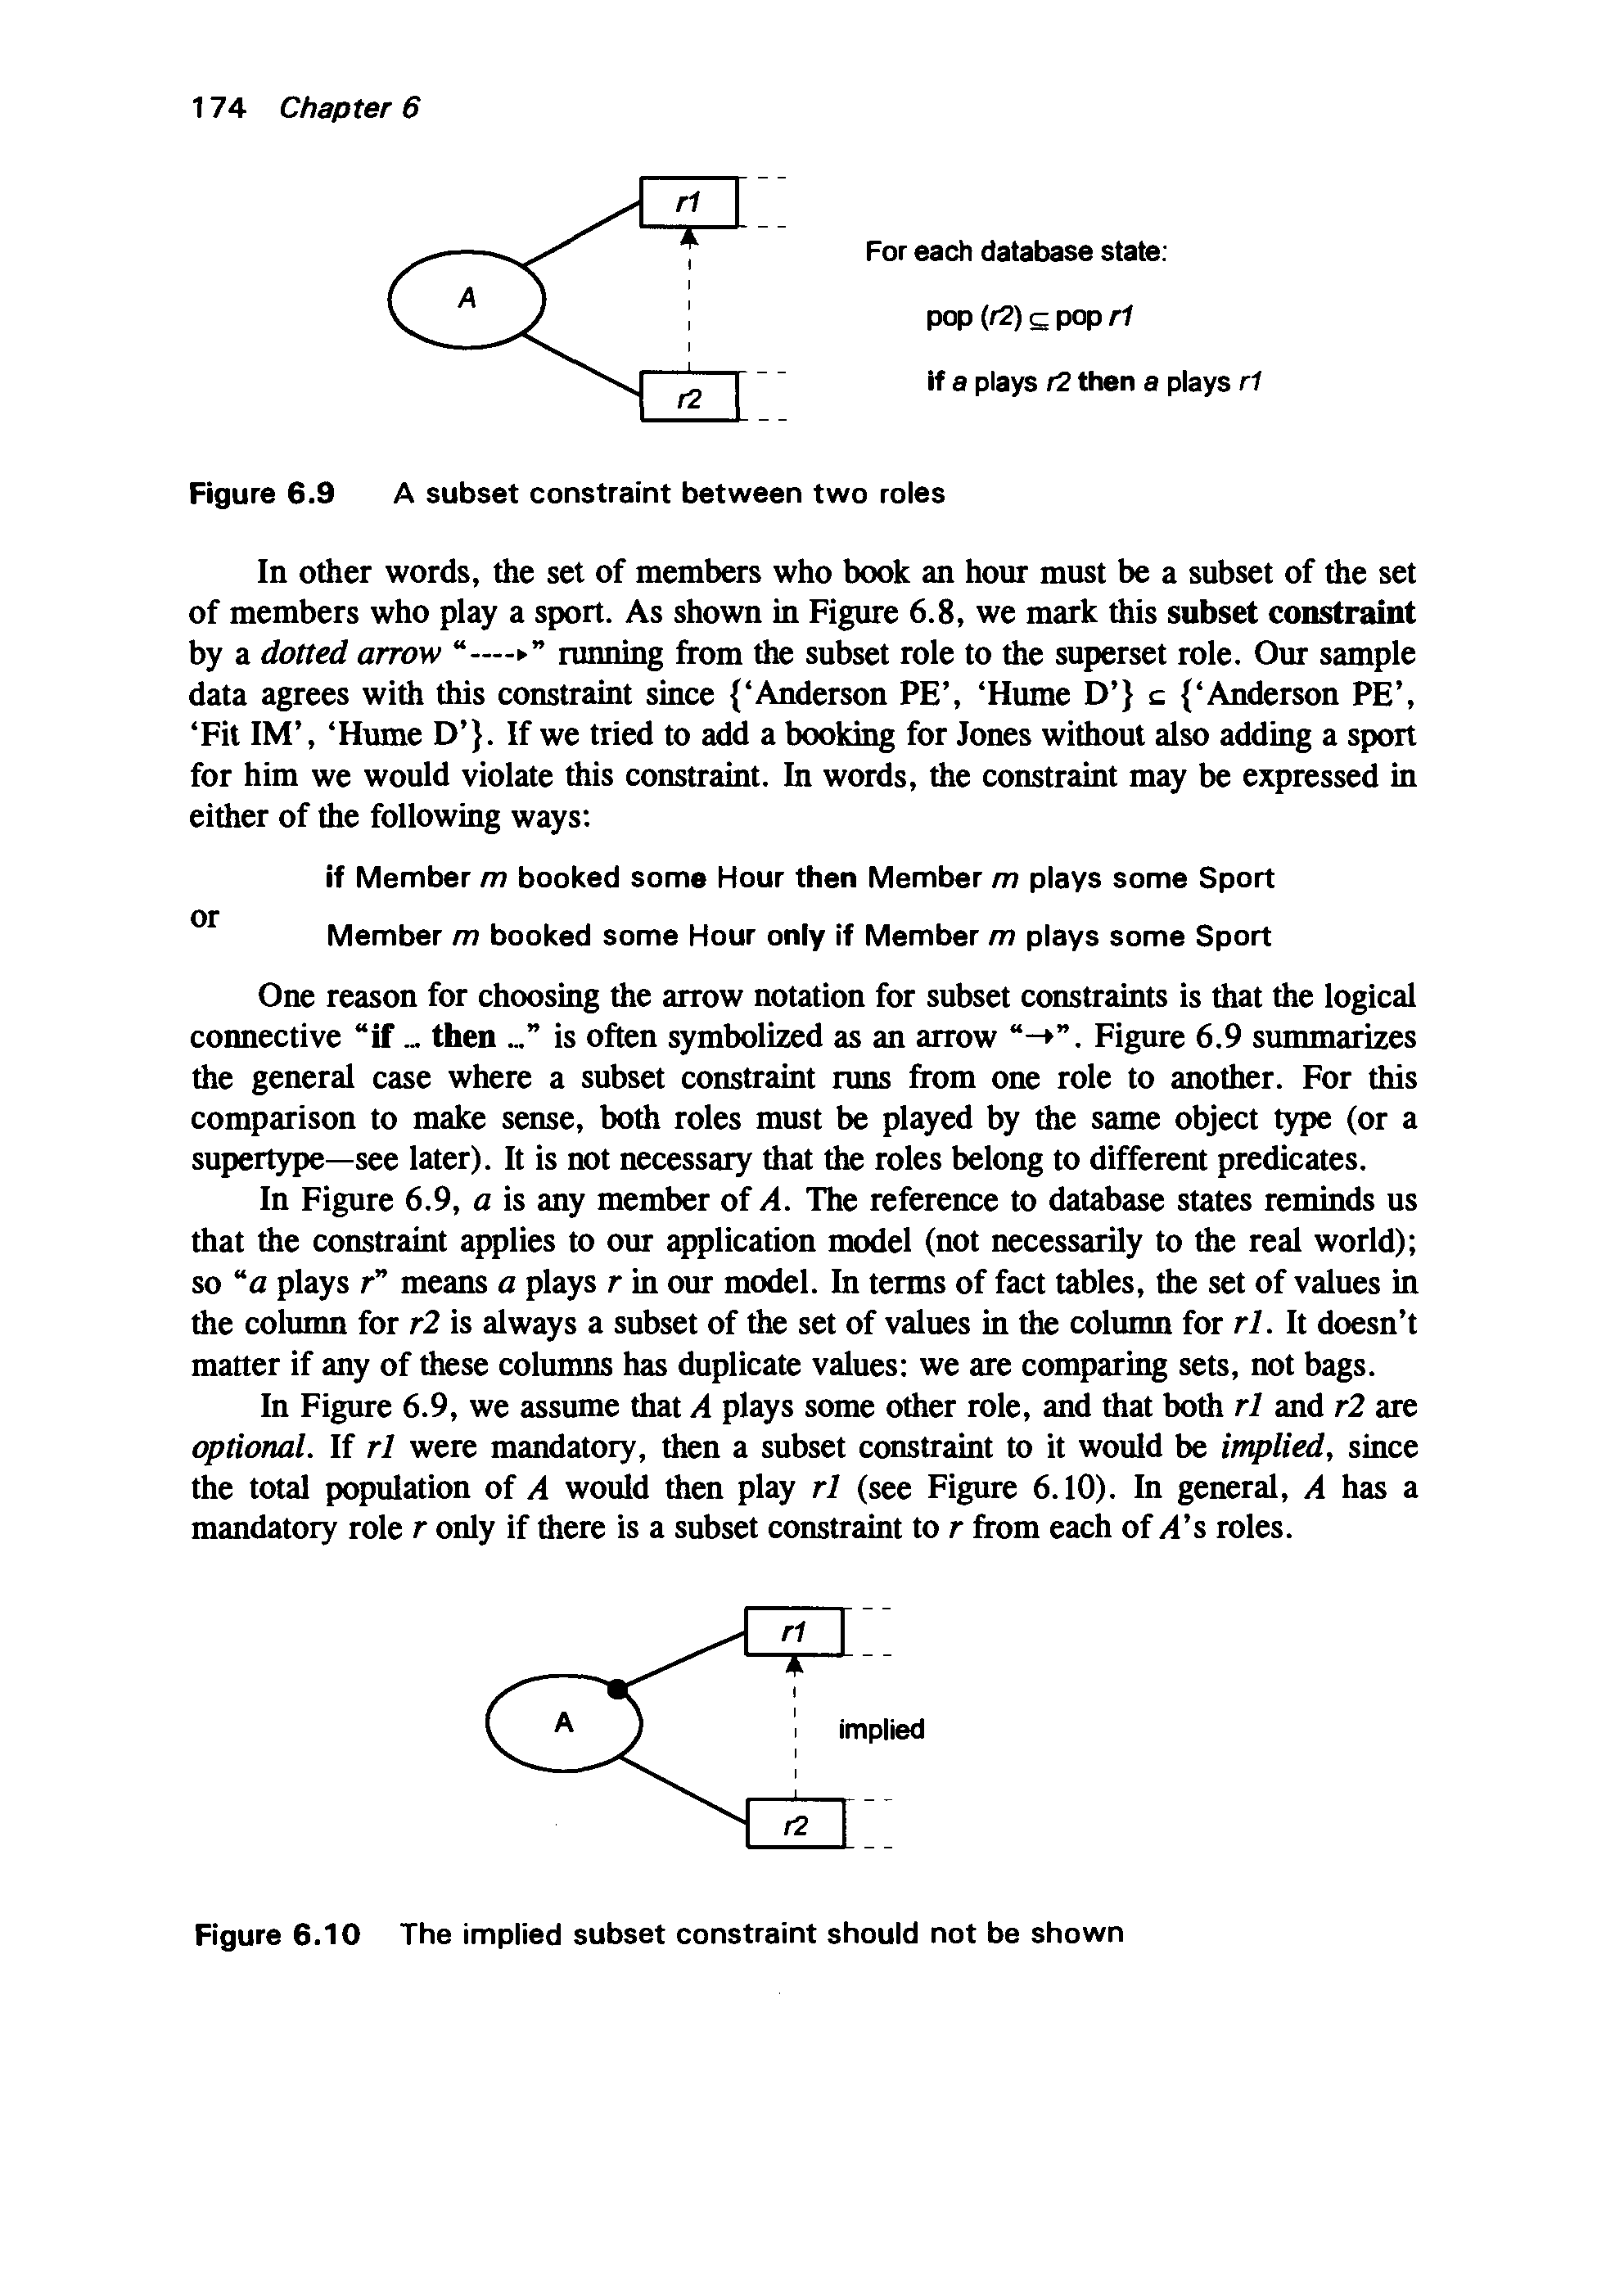 174 Chapter 6
r1
For each database state:
A
pop (r2) ⊆ pop r1
if a plays r2 then a plays r1
r2
Figure 6.9 A subset constraint between two roles
In other words, the set of members who book an hour must be a subset of the set
of members who play a sport. As shown in Figure 6.8, we mark this subset constraint
by a dotted arrow “----▸” running from the subset role to the superset role. Our sample
data agrees with this constraint since {‘Anderson PE’, ‘Hume D’} ⊆ {‘Anderson PE’,
‘Fit IM’, ‘Hume D’}. If we tried to add a booking for Jones without also adding a sport
for him we would violate this constraint. In words, the constraint may be expressed in
either of the following ways:
if Member m booked some Hour then Member m plays some Sport
or
Member m booked some Hour only if Member m plays some Sport
One reason for choosing the arrow notation for subset constraints is that the logical
connective “if ... then ...” is often symbolized as an arrow “→”. Figure 6.9 summarizes
the general case where a subset constraint runs from one role to another. For this
comparison to make sense, both roles must be played by the same object type (or a
supertype—see later). It is not necessary that the roles belong to different predicates.
In Figure 6.9, a is any member of A. The reference to database states reminds us
that the constraint applies to our application model (not necessarily to the real world);
so “a plays r” means a plays r in our model. In terms of fact tables, the set of values in
the column for r2 is always a subset of the set of values in the column for r1. It doesn’t
matter if any of these columns has duplicate values: we are comparing sets, not bags.
In Figure 6.9, we assume that A plays some other role, and that both r1 and r2 are
optional. If r1 were mandatory, then a subset constraint to it would be implied, since
the total population of A would then play r1 (see Figure 6.10). In general, A has a
mandatory role r only if there is a subset constraint to r from each of A’s roles.
r1
A
implied
r2
Figure 6.10 The implied subset constraint should not be shown